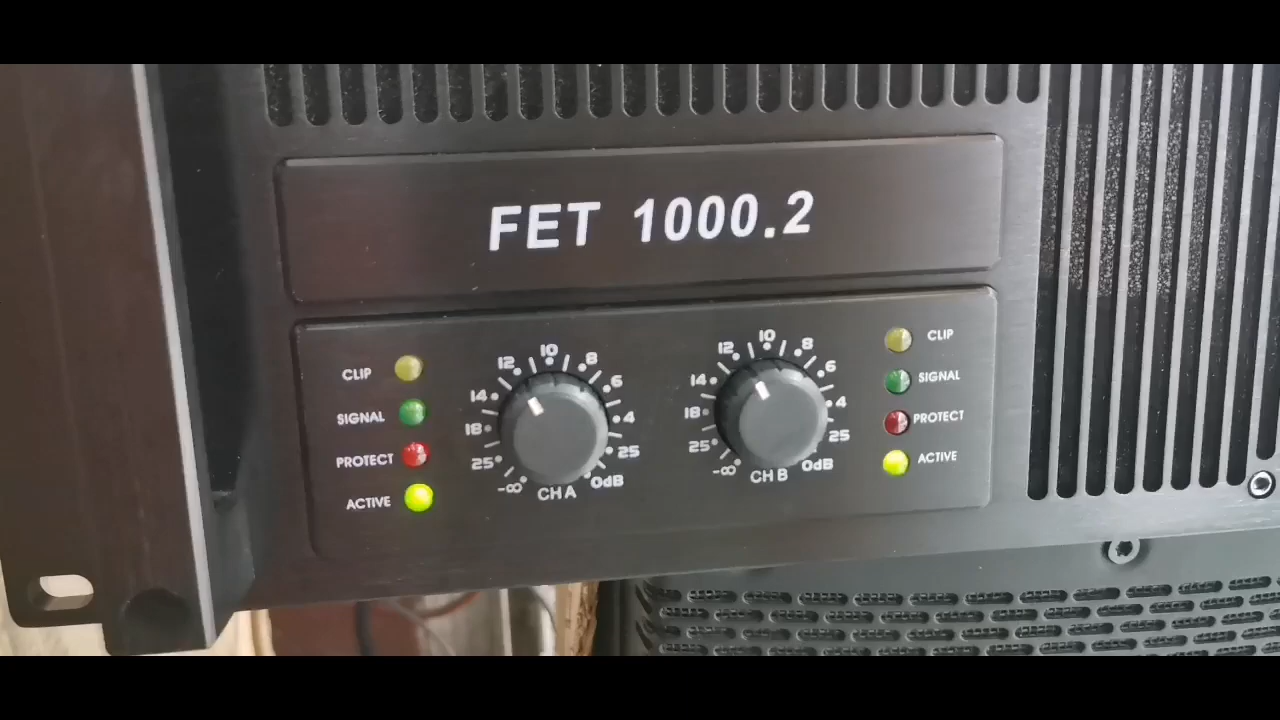 FET 1000.2
CLIP
SIGNAL
PROTECT
ACTIVE
-∞ 25 18 14 12 10 8 6 4 25 0dB
CH A
-∞ 25 18 14 12 10 8 6 4 25 0dB
CH B
CLIP
SIGNAL
PROTECT
ACTIVE